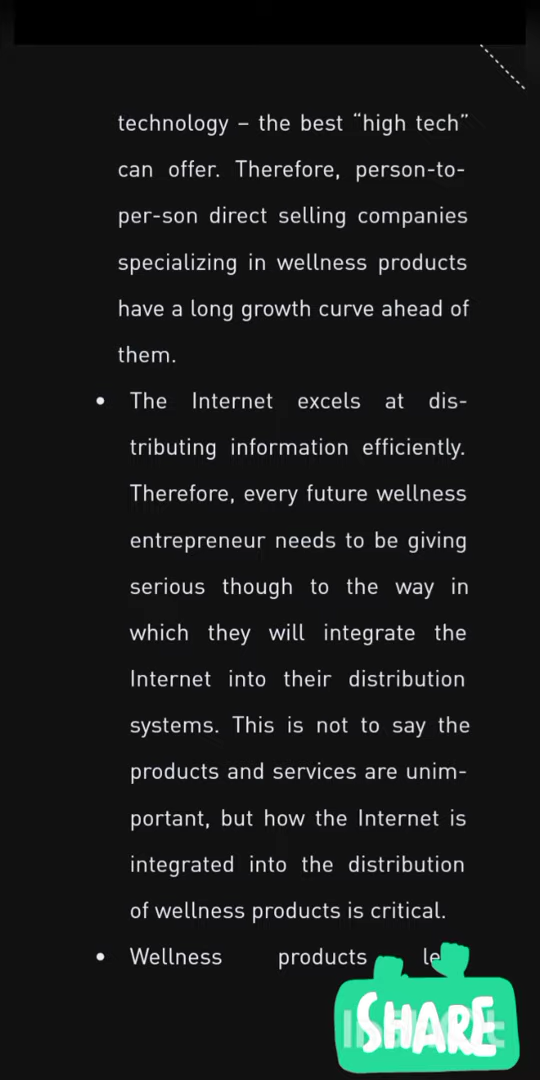 technology – the best “high tech”
can offer. Therefore, person-to-
per-son direct selling companies
specializing in wellness products
have a long growth curve ahead of
them.
• The Internet excels at dis-
tributing information efficiently.
Therefore, every future wellness
entrepreneur needs to be giving
serious though to the way in
which they will integrate the
Internet into their distribution
systems. This is not to say the
products and services are unim-
portant, but how the Internet is
integrated into the distribution
of wellness products is critical.
• Wellness products
SHARE